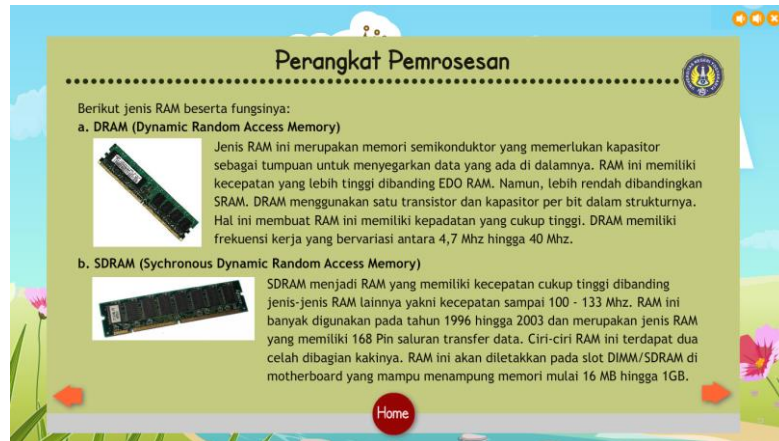 Perangkat Pemrosesan
Berikut jenis RAM beserta fungsinya:
a. DRAM (Dynamic Random Access Memory)
Jenis RAM ini merupakan memori semikonduktor yang memerlukan kapasitor
sebagai tumpuan untuk menyegarkan data yang ada di dalamnya. RAM ini memiliki
kecepatan yang lebih tinggi dibanding EDO RAM. Namun, lebih rendah dibandingkan
SRAM. DRAM menggunakan satu transistor dan kapasitor per bit dalam strukturnya.
Hal ini membuat RAM ini memiliki kepadatan yang cukup tinggi. DRAM memiliki
frekuensi kerja yang bervariasi antara 4,7 Mhz hingga 40 Mhz.
b. SDRAM (Sychronous Dynamic Random Access Memory)
SDRAM menjadi RAM yang memiliki kecepatan cukup tinggi dibanding
jenis-jenis RAM lainnya yakni kecepatan sampai 100 - 133 Mhz. RAM ini
banyak digunakan pada tahun 1996 hingga 2003 dan merupakan jenis RAM
yang memiliki 168 Pin saluran transfer data. Ciri-ciri RAM ini terdapat dua
celah dibagian kakinya. RAM ini akan diletakkan pada slot DIMM/SDRAM di
motherboard yang mampu menampung memori mulai 16 MB hingga 1GB.
Home